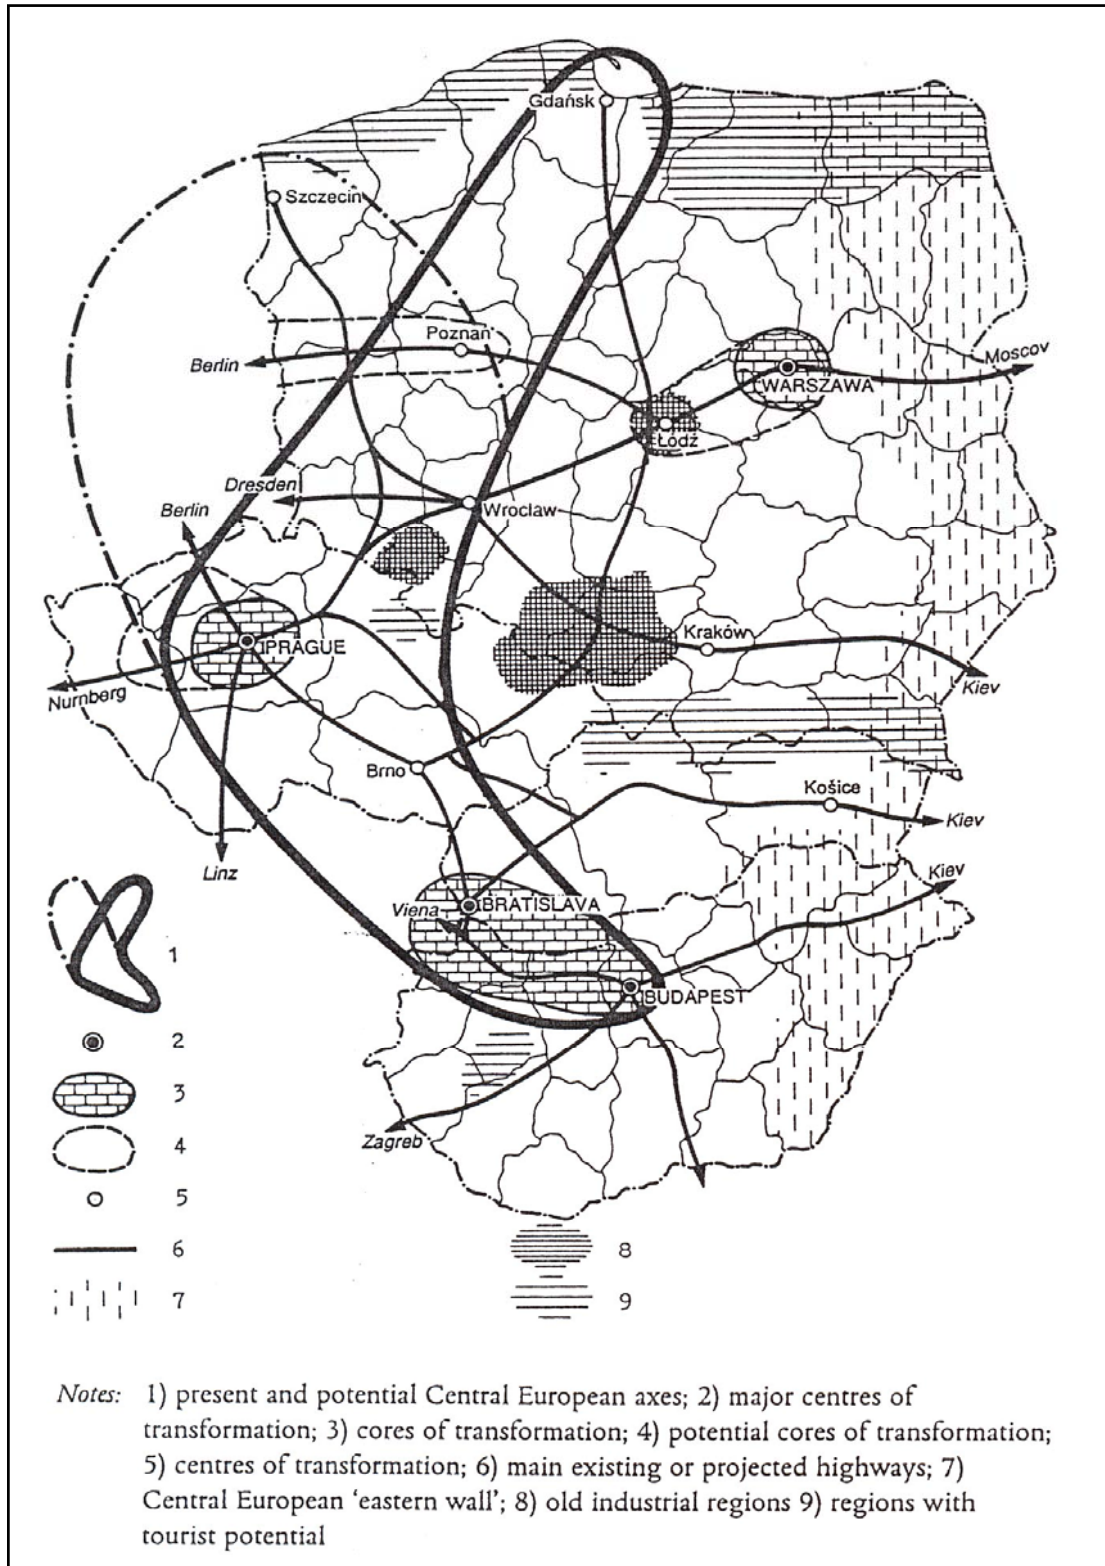 Gdańsk
Szczecin
Poznań
Berlin
Moscov
WARSZAWA
Łódź
Dresden
Wrocław
Berlin
PRAGUE
Kraków
Nurnberg
Kiev
Brno
Košice
Kiev
Linz
Kiev
BRATISLAVA
Viena
1
BUDAPEST
2
3
Zagreb
4
5
6
8
7
9
Notes: 1) present and potential Central European axes; 2) major centres of
transformation; 3) cores of transformation; 4) potential cores of transformation;
5) centres of transformation; 6) main existing or projected highways; 7)
Central European ‘eastern wall’; 8) old industrial regions 9) regions with
tourist potential